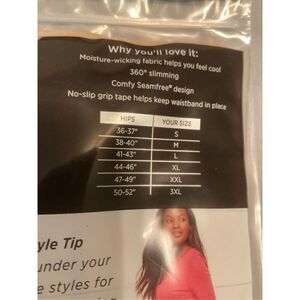 Why you'll love it:
Moisture-wicking fabric helps you feel cool
360° slimming
Comfy Seamfree® design
No-slip grip tape helps keep waistband in place
HIPS YOUR SIZE
36-37" S
38-40" M
41-43" L
44-46" XL
47-49" XXL
50-52" 3XL
yle Tip
under your
e styles for